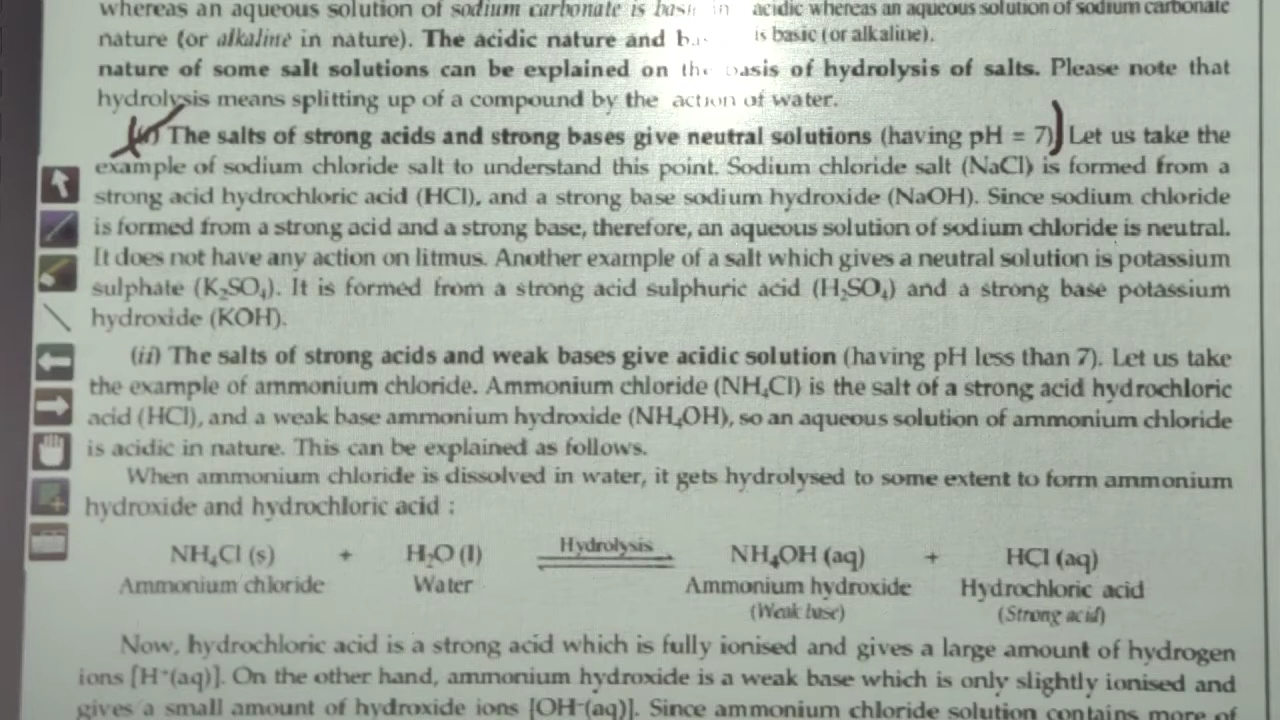 whereas an aqueous solution of sodium carbonate is basic in
acidic whereas an aqueous solution of sodium carbonate
nature (or alkaline in nature). The acidic nature and
is basic (or alkaline).
nature of some salt solutions can be explained on the basis of hydrolysis of salts. Please note that
hydrolysis means splitting up of a compound by the action of water.
The salts of strong acids and strong bases give neutral solutions (having pH = 7). Let us take the
example of sodium chloride salt to understand this point. Sodium chloride salt (NaCl) is formed from a
strong acid hydrochloric acid (HCl), and a strong base sodium hydroxide (NaOH). Since sodium chloride
is formed from a strong acid and a strong base, therefore, an aqueous solution of sodium chloride is neutral.
It does not have any action on litmus. Another example of a salt which gives a neutral solution is potassium
sulphate (K₂SO₄). It is formed from a strong acid sulphuric acid (H₂SO₄) and a strong base potassium
hydroxide (KOH).
(ii) The salts of strong acids and weak bases give acidic solution (having pH less than 7). Let us take
the example of ammonium chloride. Ammonium chloride (NH₄Cl) is the salt of a strong acid hydrochloric
acid (HCl), and a weak base ammonium hydroxide (NH₄OH), so an aqueous solution of ammonium chloride
is acidic in nature. This can be explained as follows.
When ammonium chloride is dissolved in water, it gets hydrolysed to some extent to form ammonium
hydroxide and hydrochloric acid :
NH₄Cl (s) + H₂O (l) ⇌ Hydrolysis NH₄OH (aq) + HCl (aq)
Ammonium chloride Water Ammonium hydroxide Hydrochloric acid
(Weak base) (Strong acid)
Now, hydrochloric acid is a strong acid which is fully ionised and gives a large amount of hydrogen
ions [H⁺(aq)]. On the other hand, ammonium hydroxide is a weak base which is only slightly ionised and
gives a small amount of hydroxide ions [OH⁻(aq)]. Since ammonium chloride solution contains more of